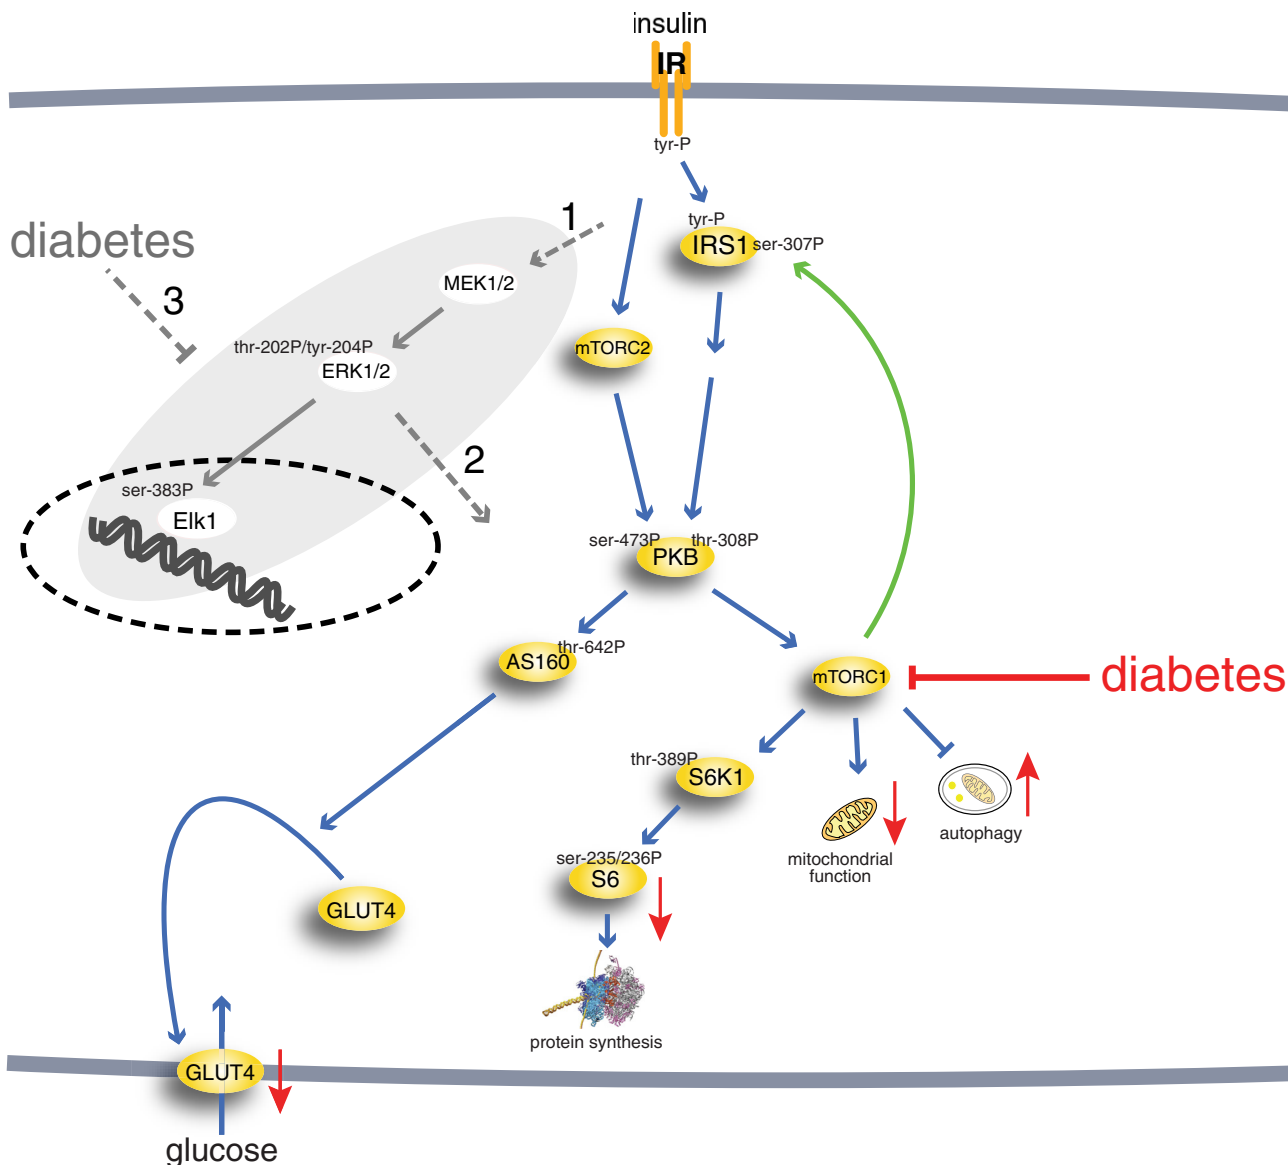 insulin
IR
tyr-P
tyr-P
IRS1
ser-307P
1
diabetes
3
MEK1/2
thr-202P/tyr-204P
ERK1/2
mTORC2
2
ser-383P
Elk1
ser-473P
thr-308P
PKB
thr-642P
AS160
mTORC1
diabetes
thr-389P
S6K1
autophagy
mitochondrial
function
ser-235/236P
S6
GLUT4
protein synthesis
GLUT4
glucose